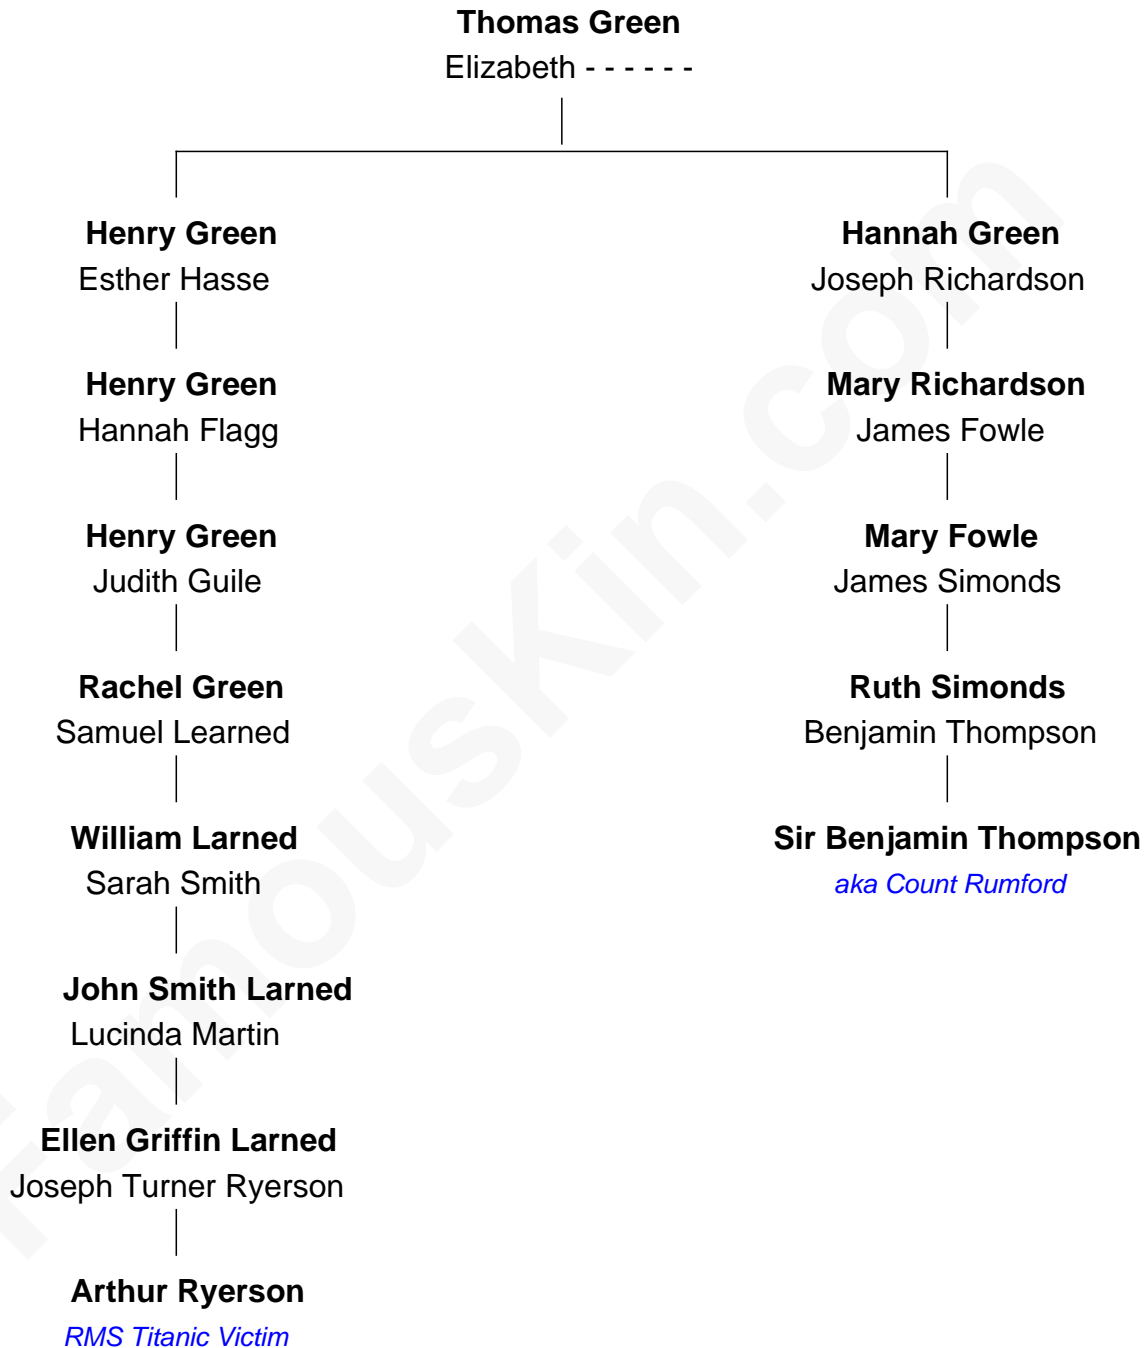 Thomas Green
Elizabeth - - - - - -
Henry Green
Esther Hasse
Henry Green
Hannah Flagg
Henry Green
Judith Guile
Rachel Green
Samuel Learned
William Larned
Sarah Smith
John Smith Larned
Lucinda Martin
Ellen Griffin Larned
Joseph Turner Ryerson
Arthur Ryerson
RMS Titanic Victim
Hannah Green
Joseph Richardson
Mary Richardson
James Fowle
Mary Fowle
James Simonds
Ruth Simonds
Benjamin Thompson
Sir Benjamin Thompson
aka Count Rumford
FamousKin.com